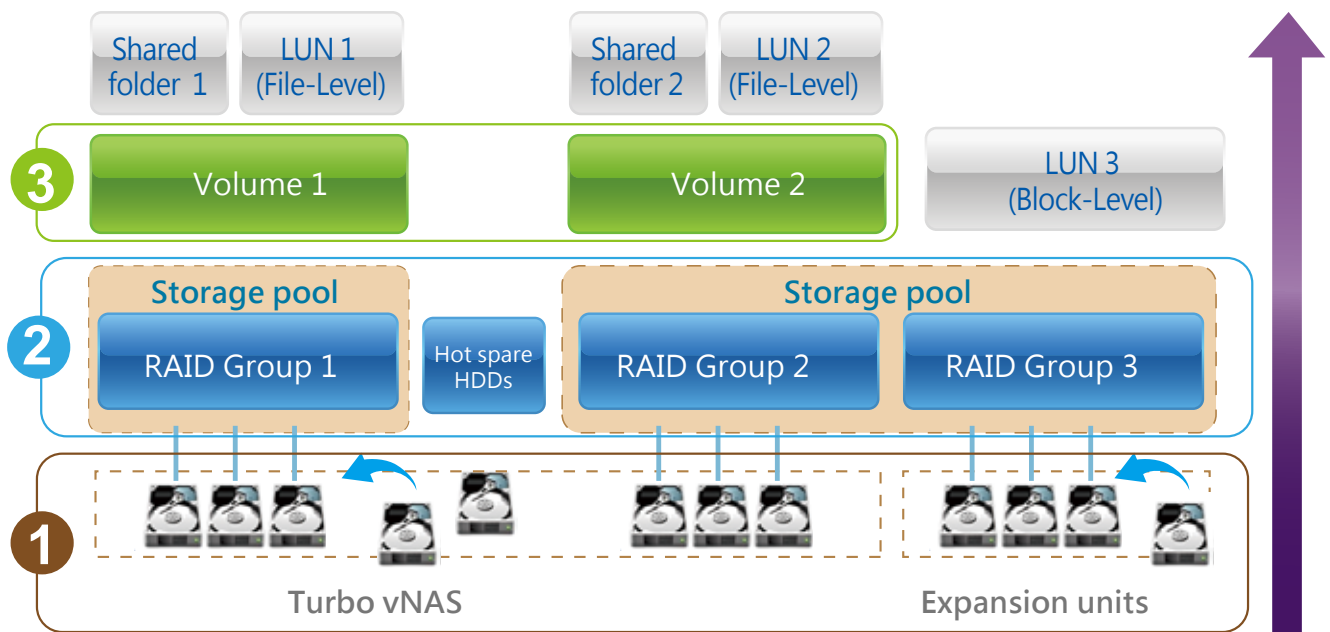 Shared
folder 1
LUN 1
(File-Level)
Shared
folder 2
LUN 2
(File-Level)
3
Volume 1
Volume 2
LUN 3
(Block-Level)
2
Storage pool
RAID Group 1
Hot spare
HDDs
Storage pool
RAID Group 2
RAID Group 3
1
Turbo vNAS
Expansion units